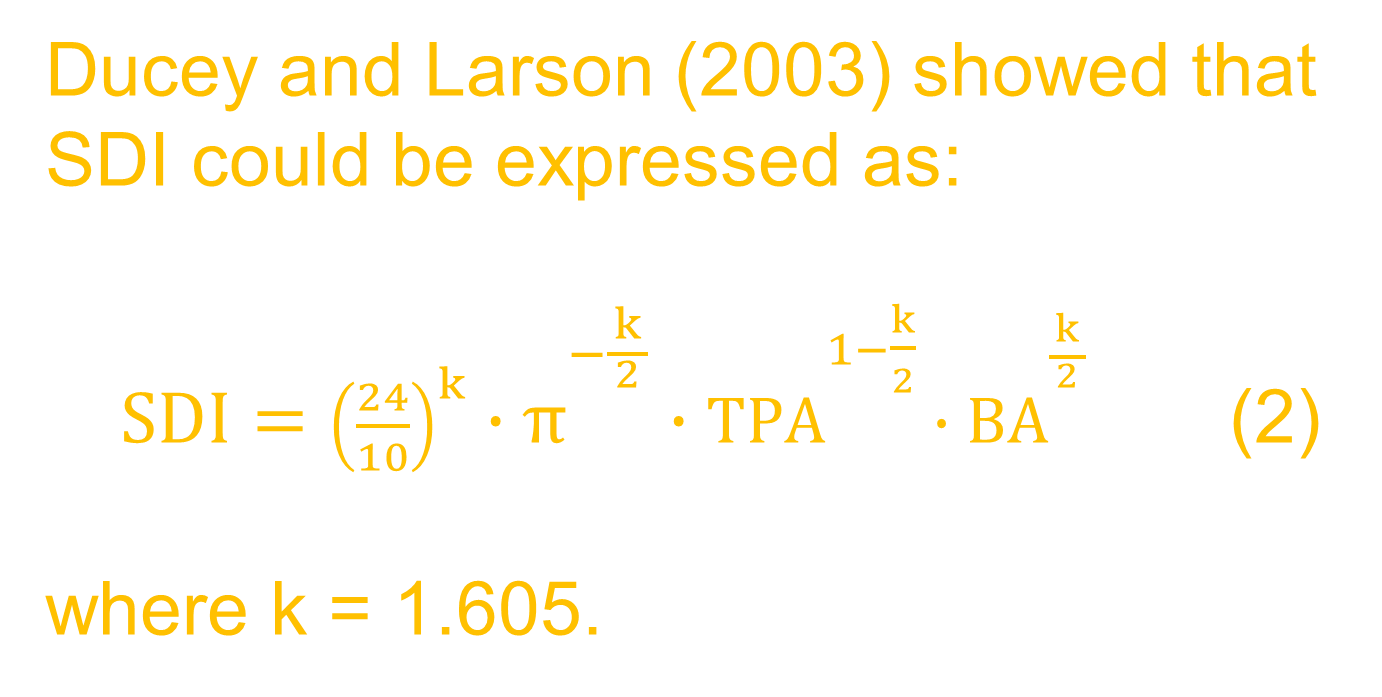 Ducey and Larson (2003) showed that
SDI could be expressed as:
SDI = (24/10)^k · π^(−k/2) · TPA^(1−k/2) · BA^(k/2) (2)
where k = 1.605.